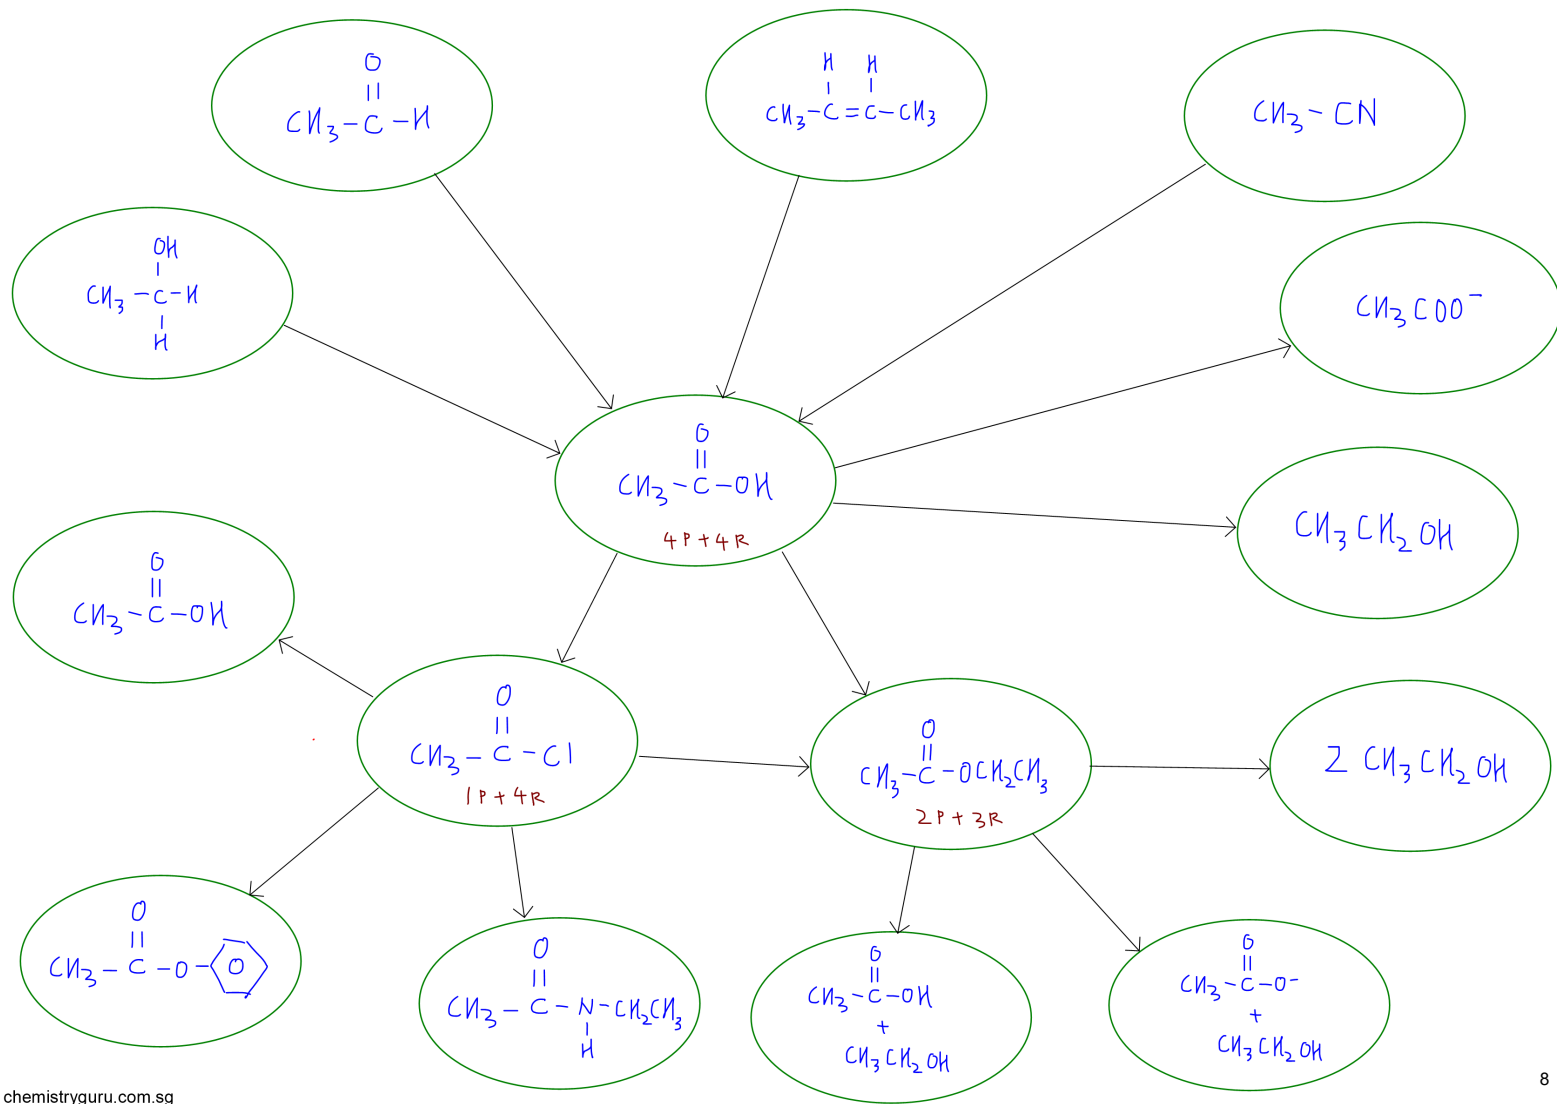 O
||
CH3-C-H
H H
| |
CH3-C=C-CH3
CH3-CN
OH
|
CH3-C-H
|
H
CH3COO⁻
O
||
CH3-C-OH
4P+4R
CH3CH2OH
O
||
CH3-C-OH
O
||
CH3-C-Cl
1P+4R
O
||
CH3-C-OCH2CH3
2P+3R
2 CH3CH2OH
O
||
CH3-C-O-
O
||
CH3-C-N-CH2CH3
|
H
O
||
CH3-C-OH
+
CH3CH2OH
O
||
CH3-C-O⁻
+
CH3CH2OH
8
chemistryguru.com.sg